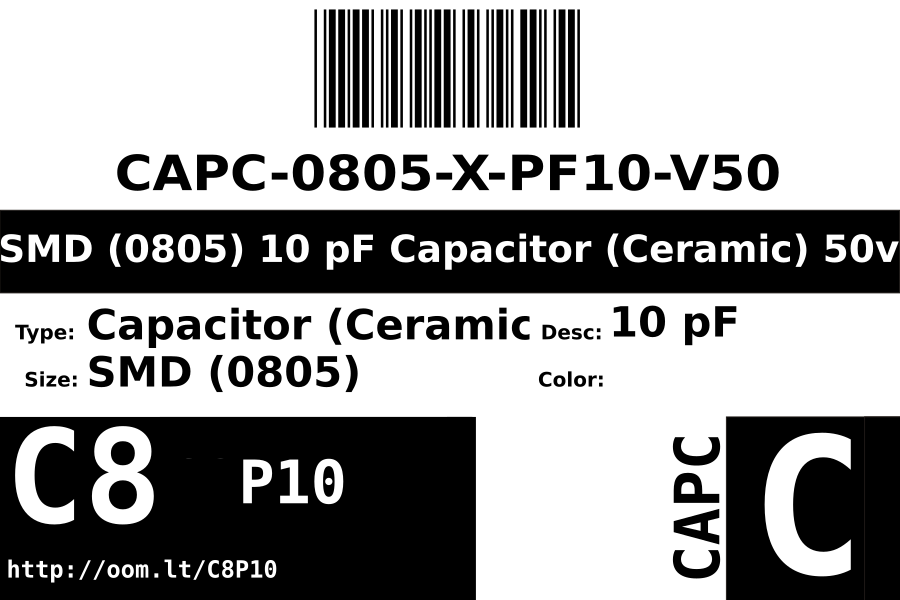 CAPC-0805-X-PF10-V50
SMD (0805) 10 pF Capacitor (Ceramic) 50v
Type: Capacitor (Ceramic Desc: 10 pF
Size: SMD (0805) Color:
C8 P10 CAPC C
http://oom.lt/C8P10